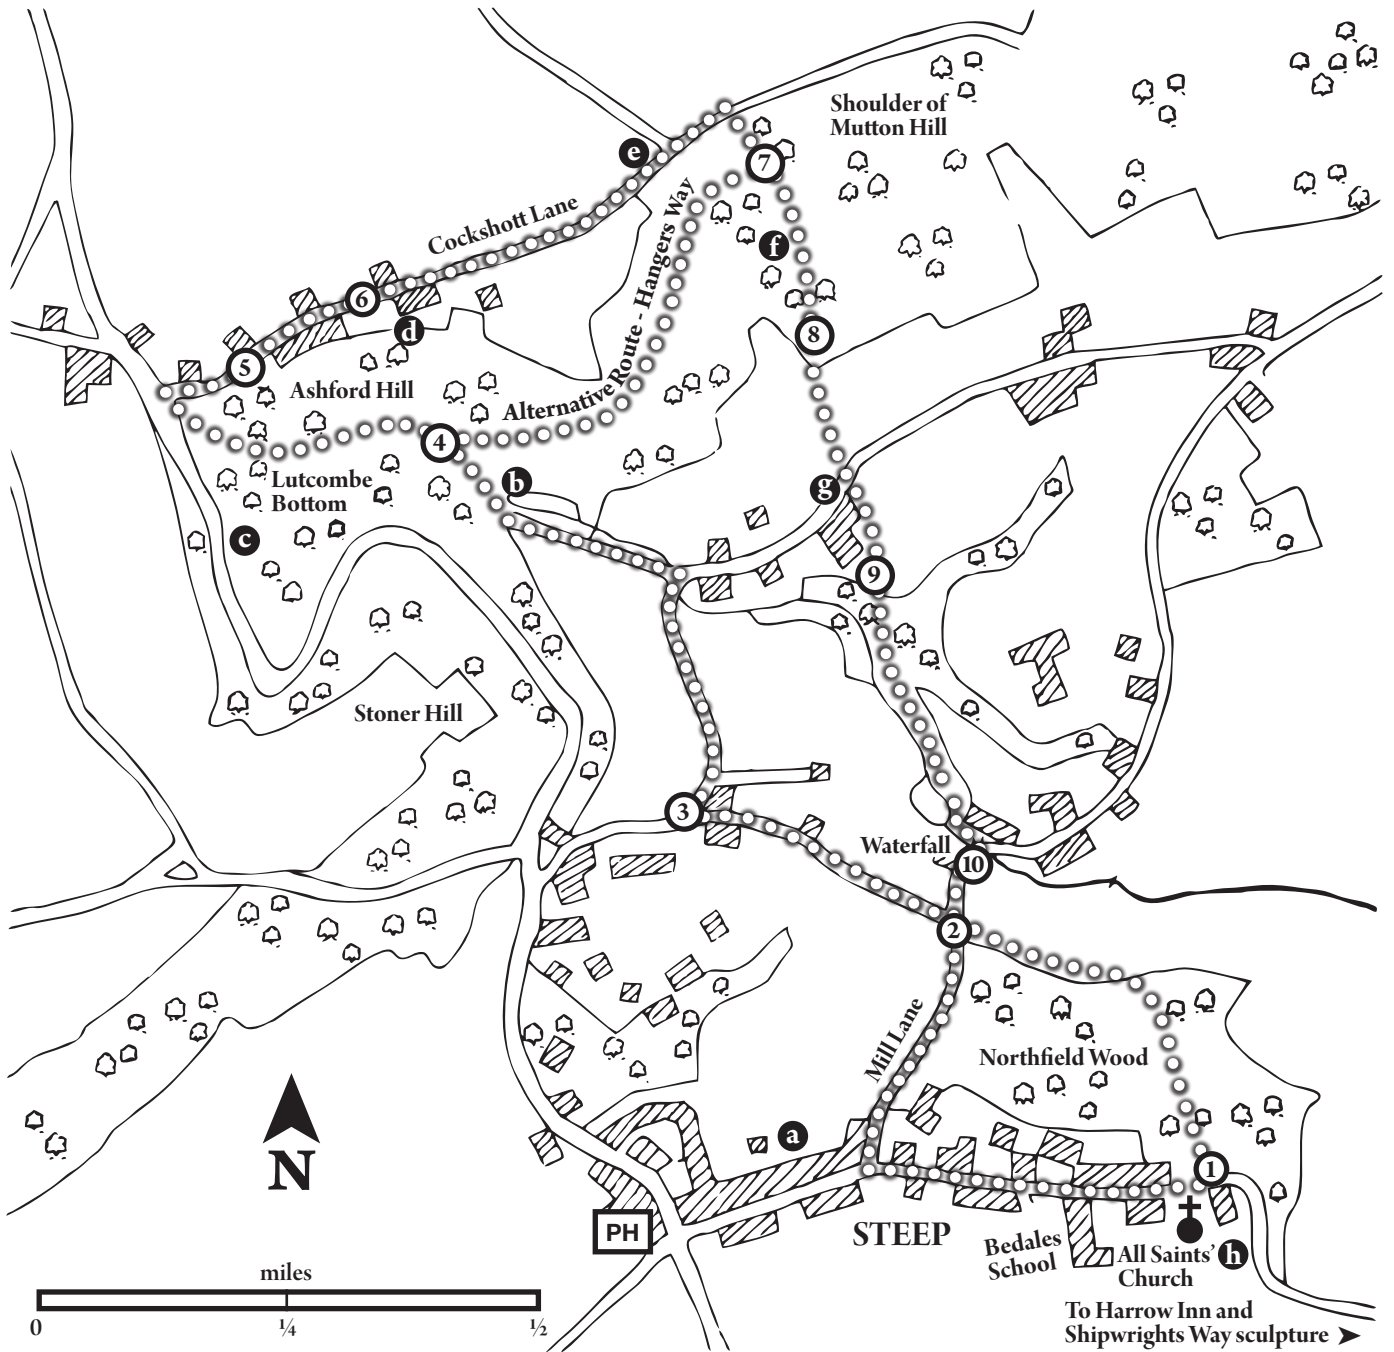 Shoulder of
Mutton Hill
e
7
Cockshott Lane
Alternative Route - Hangers Way
f
6
d
8
5
Ashford Hill
4
Lutcombe
Bottom
b
g
c
9
Stoner Hill
3
Waterfall
10
2
Mill Lane
Northfield Wood
N
a
1
PH
STEEP
Bedales
School
All Saints'
Church
h
miles
0
¼
½
To Harrow Inn and
Shipwrights Way sculpture